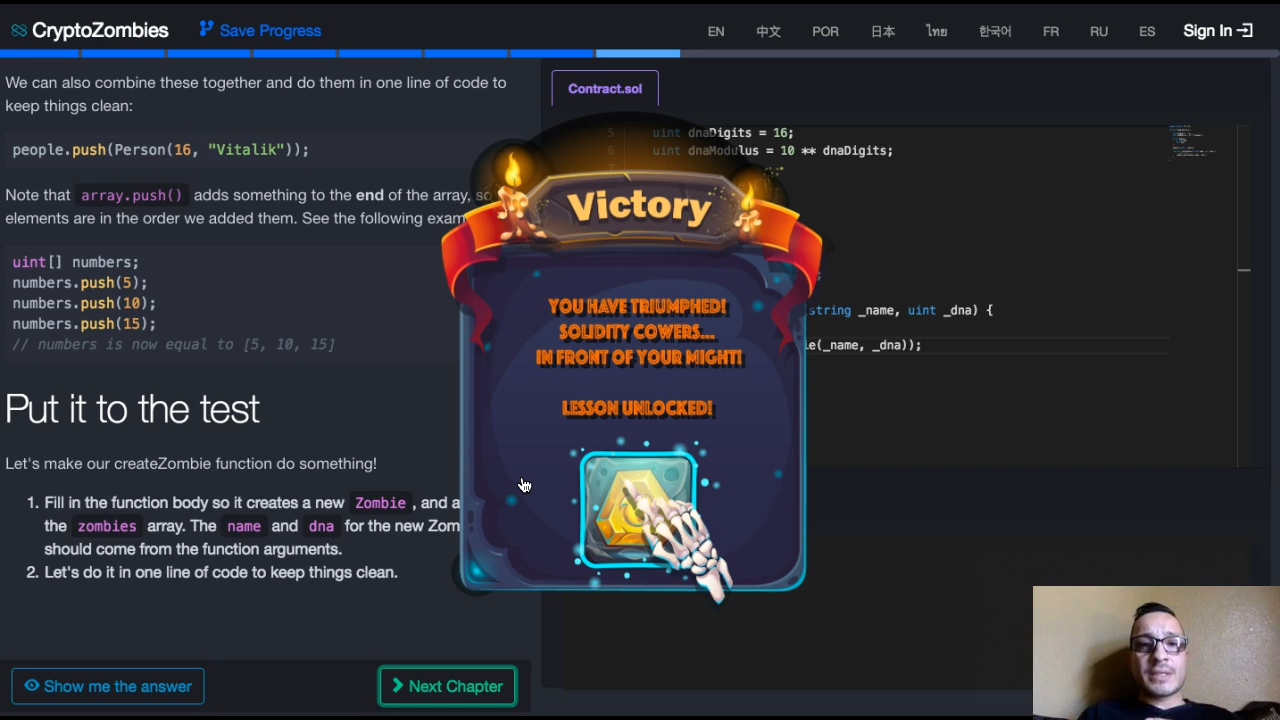 CryptoZombies
Save Progress
EN 中文 POR 日本 ไทย 한국어 FR RU ES Sign In
We can also combine these together and do them in one line of code to
keep things clean:
people.push(Person(16, "Vitalik"));
Note that array.push() adds something to the end of the array, so
elements are in the order we added them. See the following exam
uint[] numbers;
numbers.push(5);
numbers.push(10);
numbers.push(15);
// numbers is now equal to [5, 10, 15]
Put it to the test
Let's make our createZombie function do something!
1. Fill in the function body so it creates a new Zombie , and a
the zombies array. The name and dna for the new Zom
should come from the function arguments.
2. Let's do it in one line of code to keep things clean.
Show me the answer
Next Chapter
Contract.sol
5 uint dnaDigits = 16;
6 uint dnaModulus = 10 ** dnaDigits;
string _name, uint _dna) {
(_name, _dna));
Victory
YOU HAVE TRIUMPHED!
SOLIDITY COWERS...
IN FRONT OF YOUR MIGHT!
LESSON UNLOCKED!